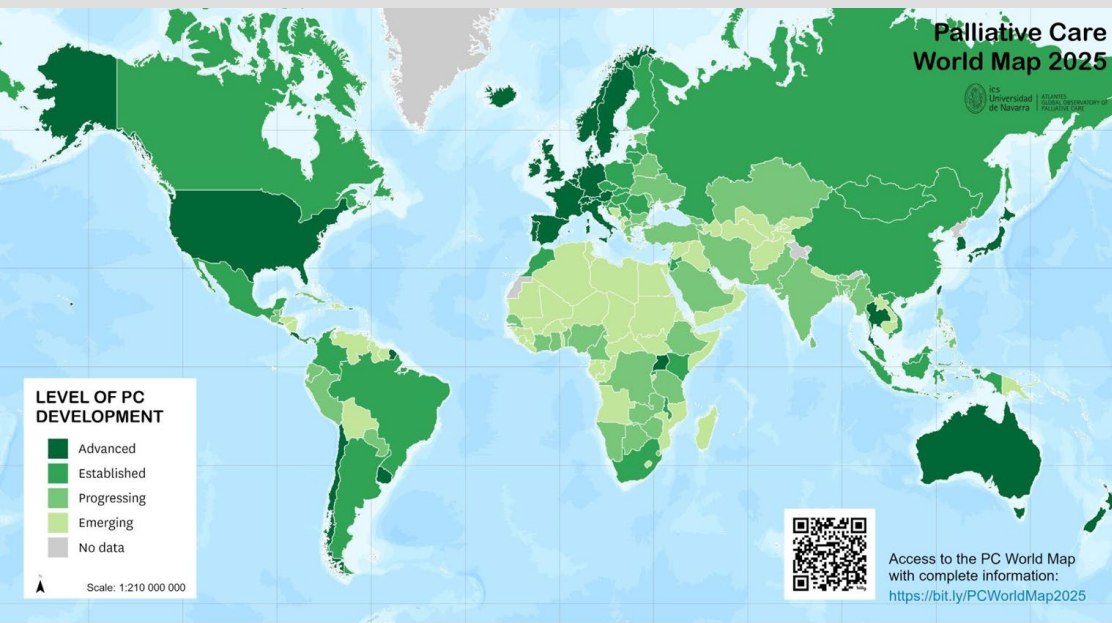 Palliative Care
World Map 2025
ics
Universidad
de Navarra
ATLANTES
GLOBAL OBSERVATORY OF
PALLIATIVE CARE
LEVEL OF PC
DEVELOPMENT
Advanced
Established
Progressing
Emerging
No data
Scale: 1:210 000 000
Access to the PC World Map
with complete information:
https://bit.ly/PCWorldMap2025